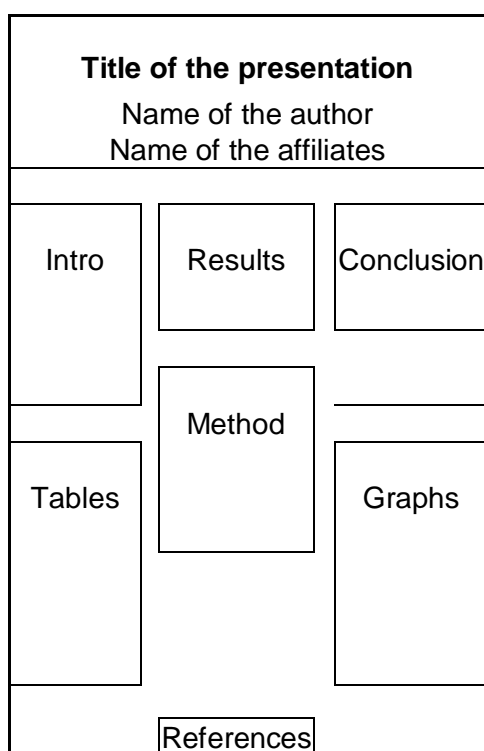 Title of the presentation
Name of the author
Name of the affiliates
Intro
Results
Conclusion
Method
Tables
Graphs
References